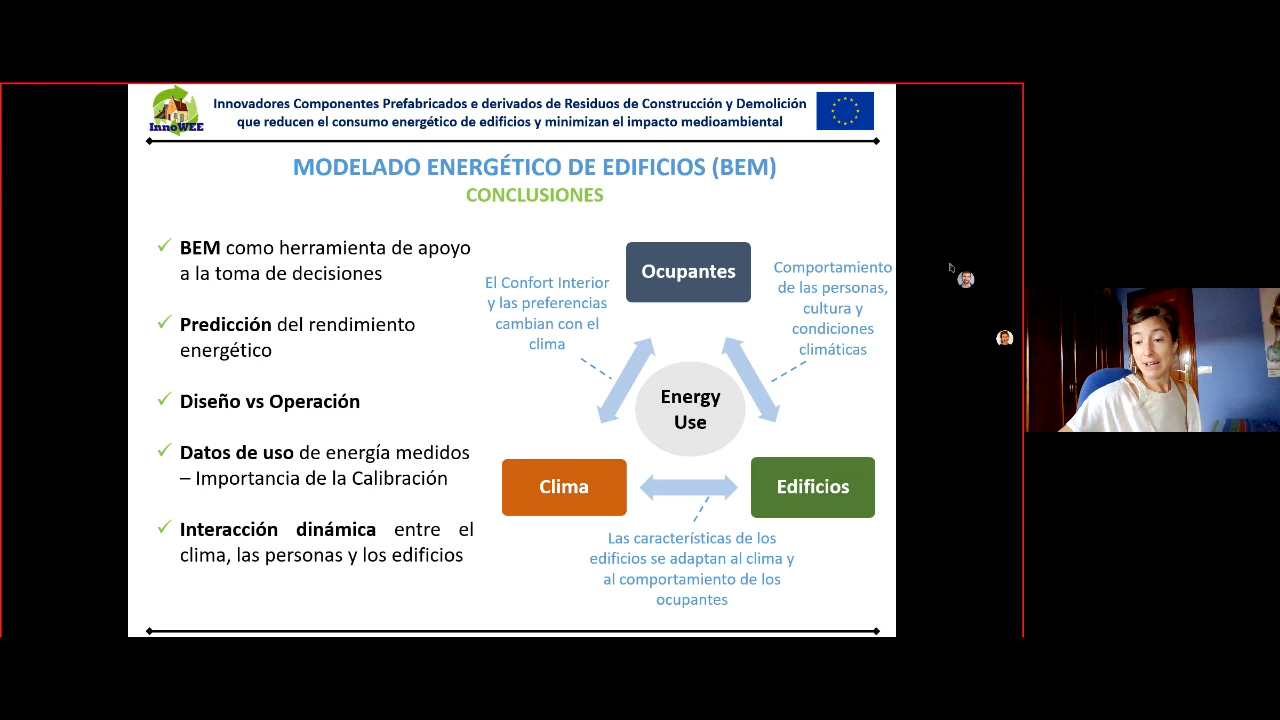 InnoWEE
Innovadores Componentes Prefabricados e derivados de Residuos de Construcción y Demolición
que reducen el consumo energético de edificios y minimizan el impacto medioambiental
MODELADO ENERGÉTICO DE EDIFICIOS (BEM)
CONCLUSIONES
✓ BEM como herramienta de apoyo
a la toma de decisiones
✓ Predicción del rendimiento
energético
✓ Diseño vs Operación
✓ Datos de uso de energía medidos
– Importancia de la Calibración
✓ Interacción dinámica entre el
clima, las personas y los edificios
Ocupantes
El Confort Interior
y las preferencias
cambian con el
clima
Comportamiento
de las personas,
cultura y
condiciones
climáticas
Energy
Use
Clima
Edificios
Las características de los
edificios se adaptan al clima y
al comportamiento de los
ocupantes